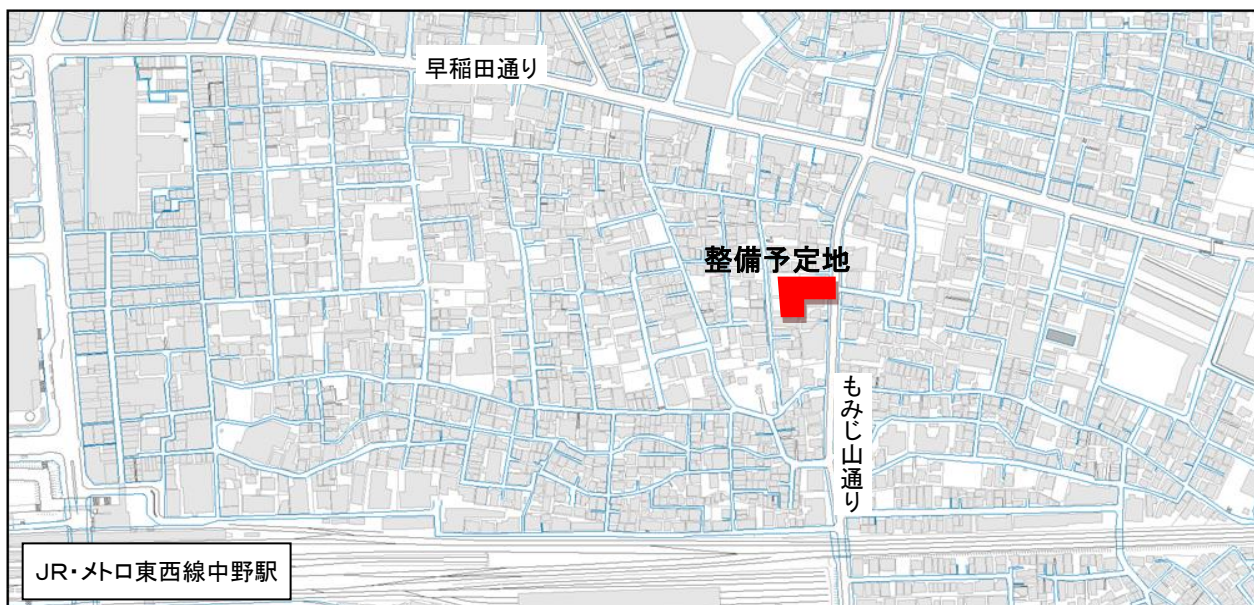 早稲田通り
整備予定地
もみじ山通り
JR・メトロ東西線中野駅